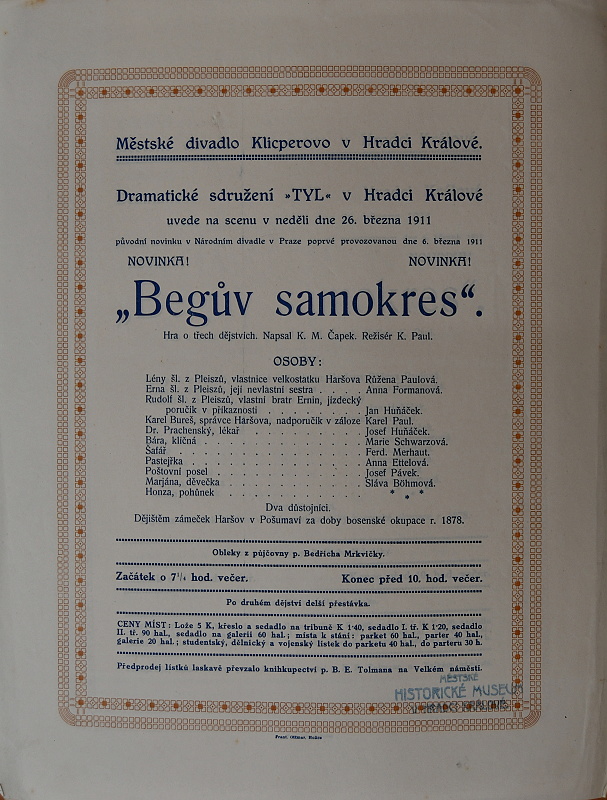 Městské divadlo Klicperovo v Hradci Králové.
Dramatické sdružení »TYL« v Hradci Králové
uvede na scenu v neděli dne 26. března 1911
původní novinku v Národním divadle v Praze poprvé provozovanou dne 6. března 1911
NOVINKA! NOVINKA!
„Begův samokres“.
Hra o třech dějstvích. Napsal K. M. Čapek. Režisér K. Paul.
OSOBY:
Lény šl. z Pleiszů, vlastnice velkostatku Haršova Růžena Paulová.
Erna šl. z Pleiszů, její nevlastní sestra . . . . Anna Formanová.
Rudolf šl. z Pleiszů, vlastní bratr Ernin, jízdecký
poručík v příkaznosti . . . . . . . . . Jan Huňáček.
Karel Bureš, správce Haršova, nadporučík v záloze Karel Paul.
Dr. Prachenský, lékař . . . . . . . . . . Josef Huňáček.
Bára, klíčná . . . . . . . . . . . . . . Marie Schwarzová.
Šafář . . . . . . . . . . . . . . . . Ferd. Merhaut.
Pastejřka . . . . . . . . . . . . . . . Anna Ettelová.
Poštovní posel . . . . . . . . . . . . . Josef Pávek.
Marjána, děvečka . . . . . . . . . . . . Sláva Böhmová.
Honza, pohůnek . . . . . . . . . . . . * * *
Dva důstojníci.
Dějištěm zámeček Haršov v Pošumaví za doby bosenské okupace r. 1878.
Obleky z půjčovny p. Bedřicha Mrkvičky.
Začátek o 7¼ hod. večer. Konec před 10. hod. večer.
Po druhém dějství delší přestávka.
CENY MÍST: Lože 5 K, křeslo a sedadlo na tribuně K 1·40, sedadlo I. tř. K 1·20, sedadlo
II. tř. 90 hal., sedadlo na galerii 60 hal.; místa k stání: parket 60 hal., parter 40 hal.,
galerie 20 hal.; studentský, dělnický a vojenský lístek do parketu 40 hal., do parteru 30 h.
Předprodej lístků laskavě převzalo knihkupectví p. B. E. Tolmana na Velkém náměstí.
MĚSTSKÉ
HISTORICKÉ MUSEUM
V HRADCI KRÁLOVÉ